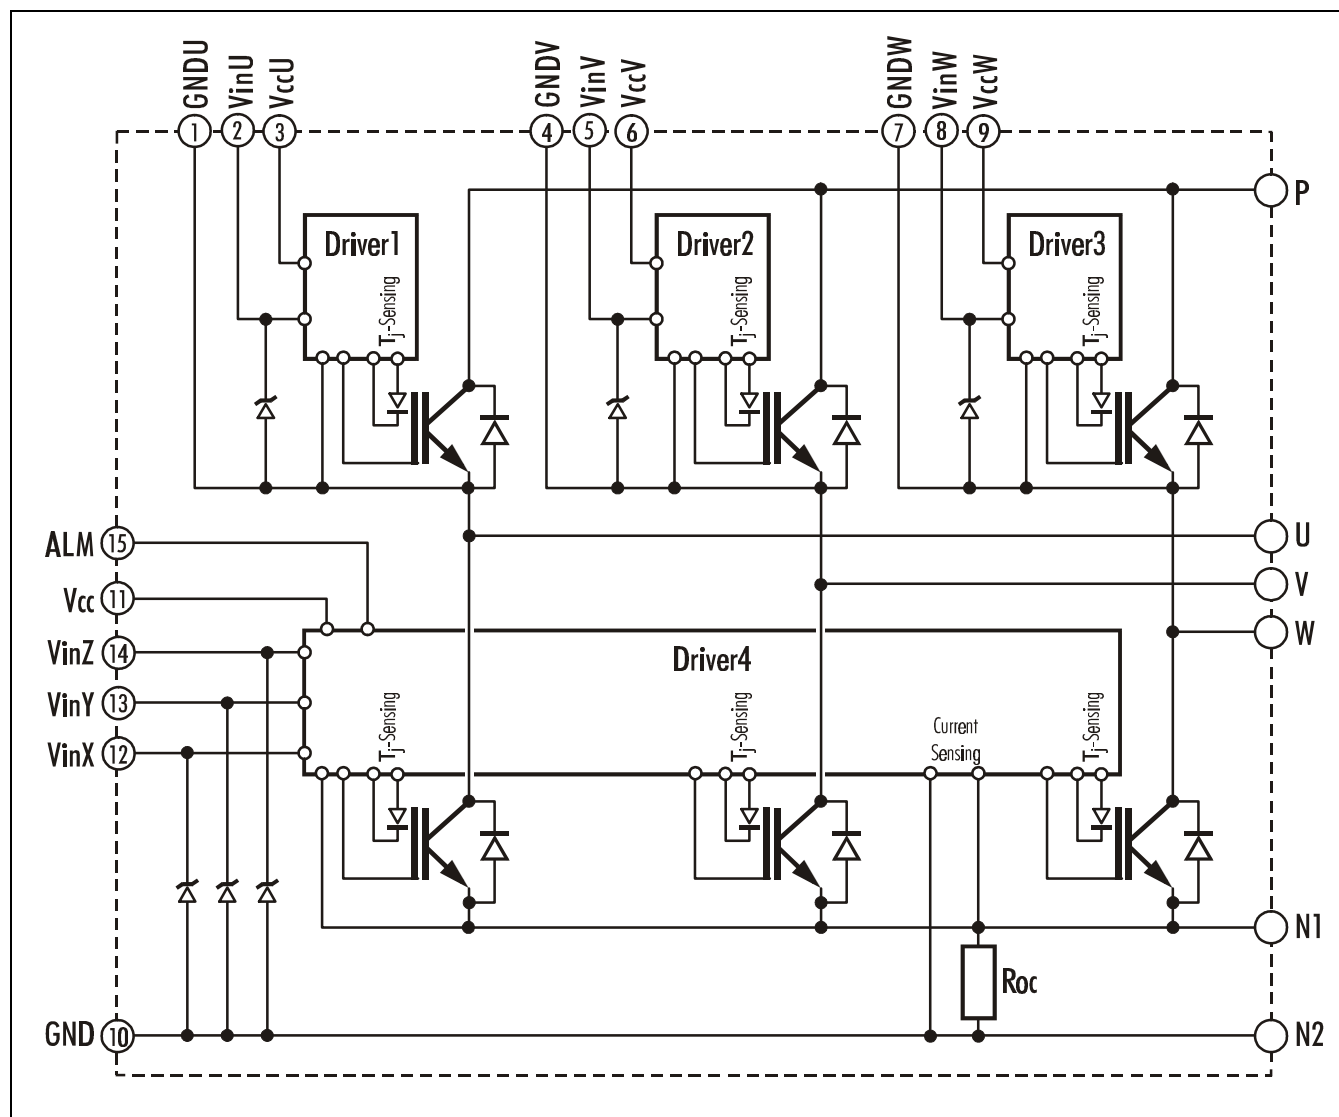 GNDU
VinU
VccU
GNDV
VinV
VccV
GNDW
VinW
VccW
1
2
3
4
5
6
7
8
9
P
Driver1
Tj-Sensing
Driver2
Tj-Sensing
Driver3
Tj-Sensing
ALM 15
U
Vcc 11
V
VinZ 14
W
Driver4
VinY 13
VinX 12
Tj-Sensing
Tj-Sensing
Current
Sensing
Tj-Sensing
N1
Roc
GND 10
N2